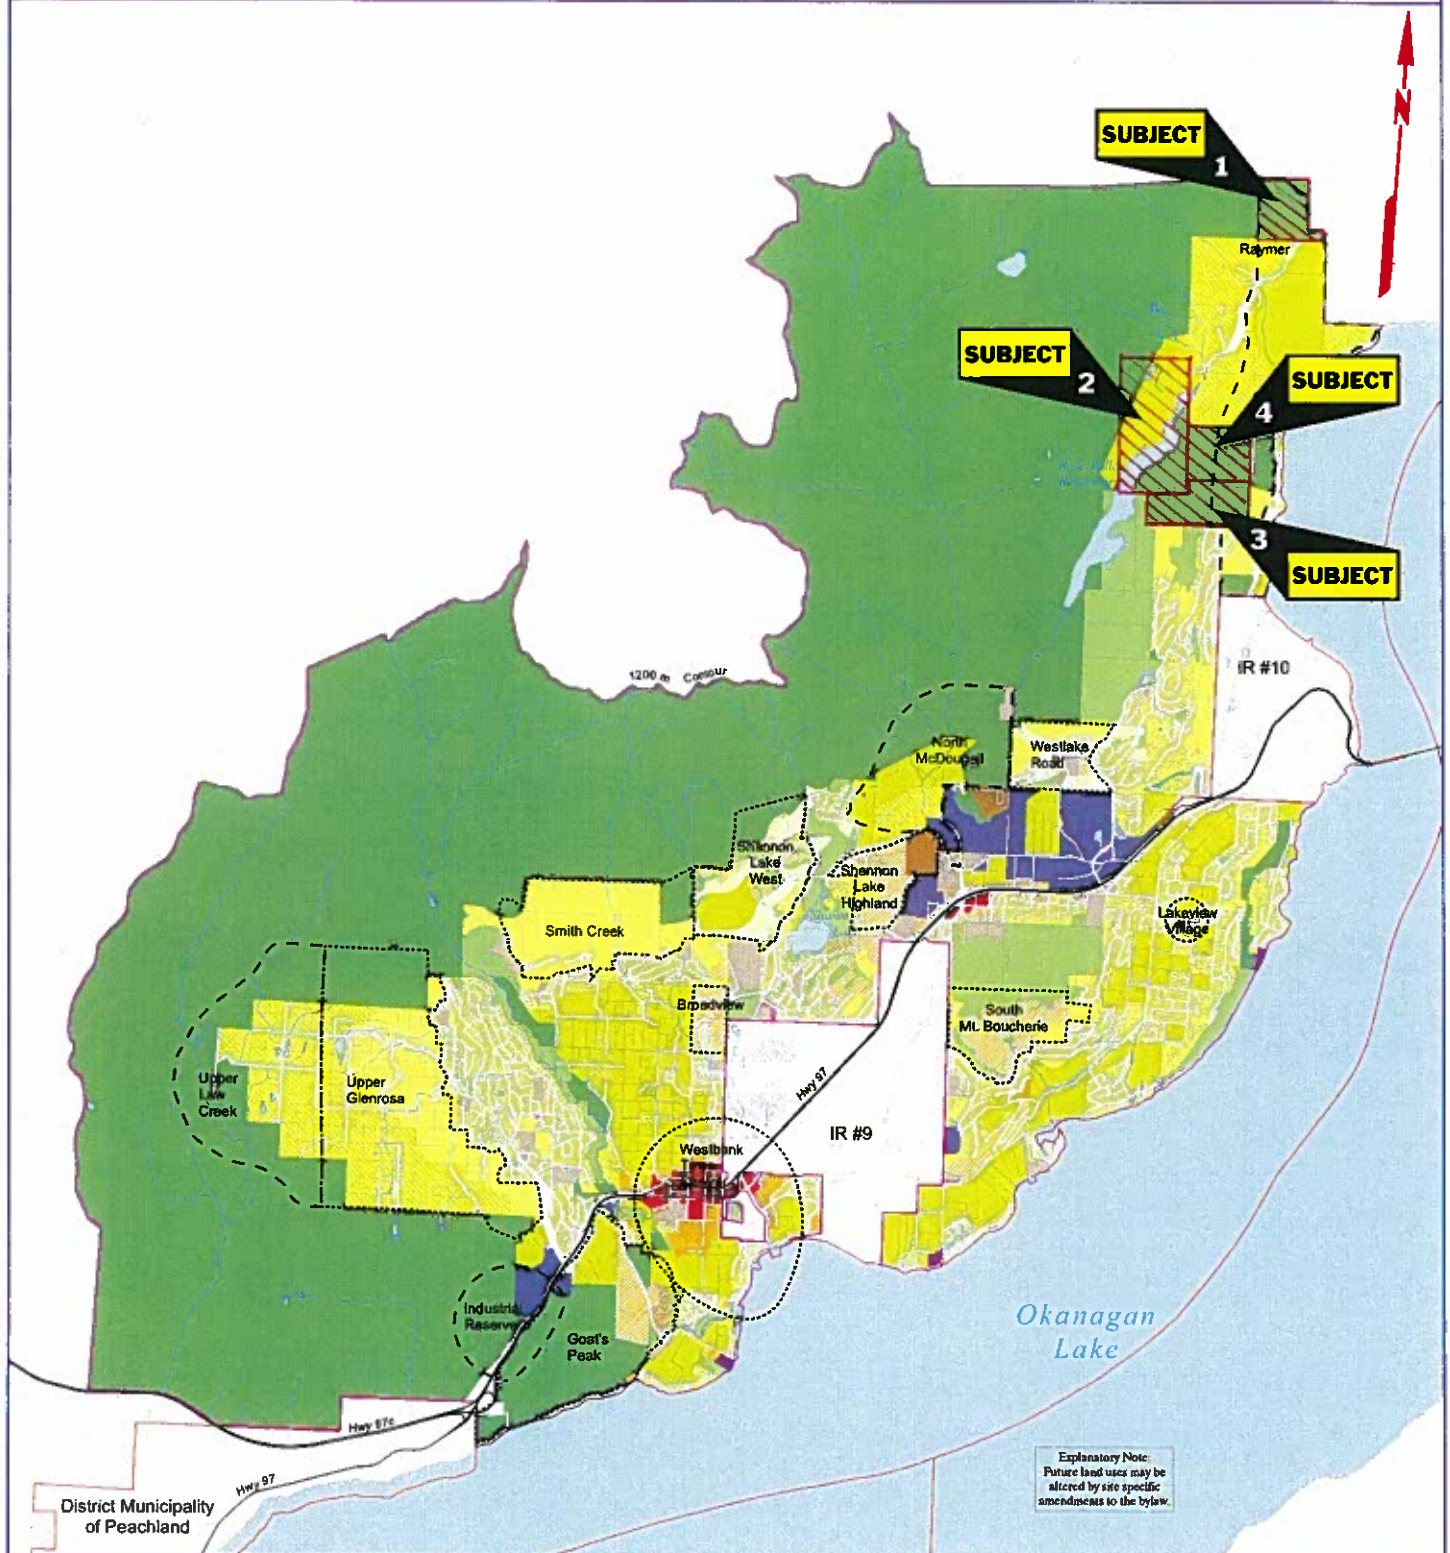 N
SUBJECT
1
Raymer
SUBJECT
2
SUBJECT
4
3
SUBJECT
IR #10
1200 m Contour
North
McDougall
Westlake
Road
Shannon
Lake
West
Shannon
Lake
Highland
Lakeview
Village
Smith Creek
Broadview
South
Mt. Boucherie
Upper
Law
Creek
Upper
Glenrosa
Hwy 97
IR #9
Westbank
Town
Industrial
Reserve
Goat's
Peak
Okanagan
Lake
Hwy 97c
Hwy 97
District Municipality
of Peachland
Explanatory Note:
Future land uses may be
altered by site specific
amendments to the bylaw.